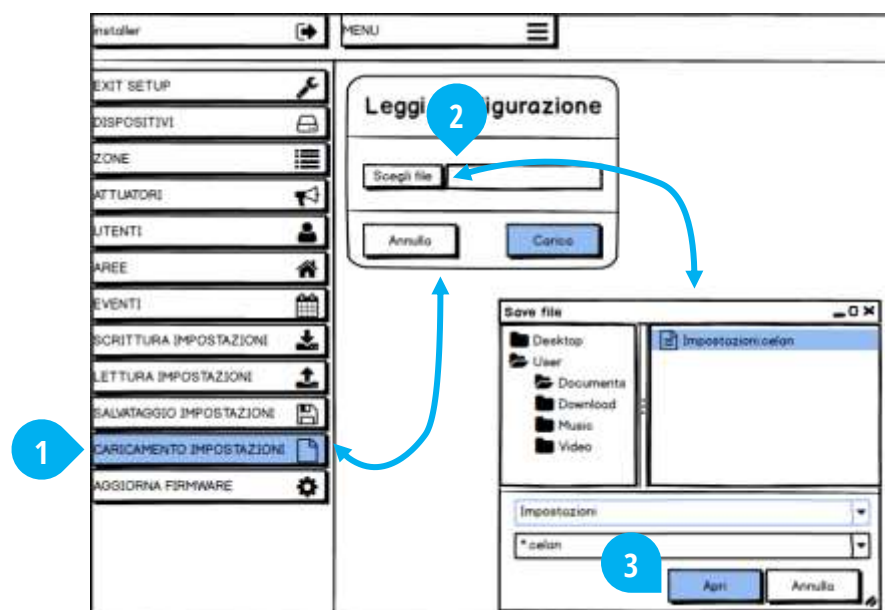 installer
MENU
EXIT SETUP
DISPOSITIVI
ZONE
ATTUATORI
UTENTI
AREE
EVENTI
SCRITTURA IMPOSTAZIONI
LETTURA IMPOSTAZIONI
SALVATAGGIO IMPOSTAZIONI
1
CARICAMENTO IMPOSTAZIONI
AGGIORNA FIRMWARE
2
Leggi igurazione
Scegli file
Annulla
Carica
Save file
Desktop
User
Documents
Download
Music
Video
Impostazioni.celan
Impostazioni
*.celan
3
Apri
Annulla